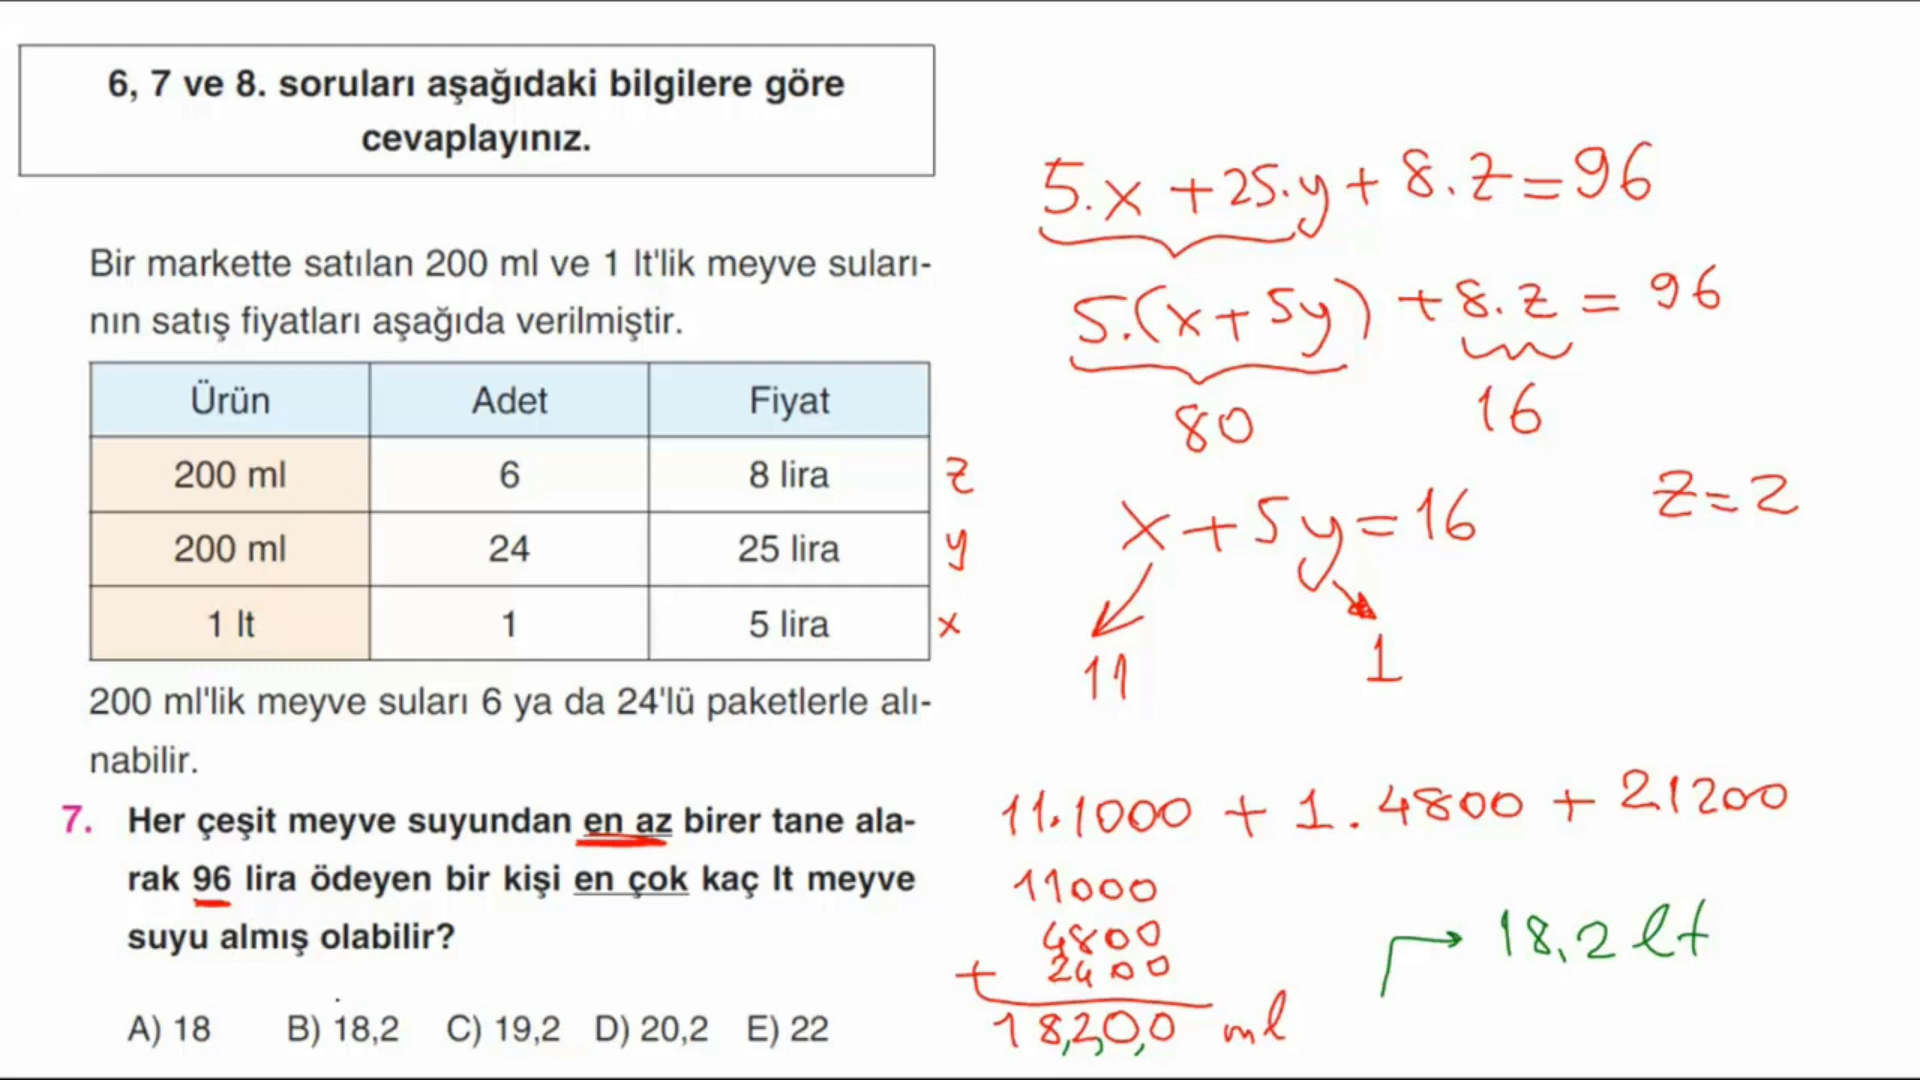 6, 7 ve 8. soruları aşağıdaki bilgilere göre
cevaplayınız.
Bir markette satılan 200 ml ve 1 lt'lik meyve suları-
nın satış fiyatları aşağıda verilmiştir.
Ürün Adet Fiyat
200 ml 6 8 lira z
200 ml 24 25 lira y
1 lt 1 5 lira x
200 ml'lik meyve suları 6 ya da 24'lü paketlerle alı-
nabilir.
7. Her çeşit meyve suyundan en az birer tane ala-
rak 96 lira ödeyen bir kişi en çok kaç lt meyve
suyu almış olabilir?
A) 18 B) 18,2 C) 19,2 D) 20,2 E) 22
5.x + 25.y + 8.z = 96
5.(x + 5y) + 8.z = 96
80 16
x + 5y = 16 z = 2
11 1
11.1000 + 1.4800 + 21200
11000
4800
+ 2400
18,2,0,0 ml
18,2 lt